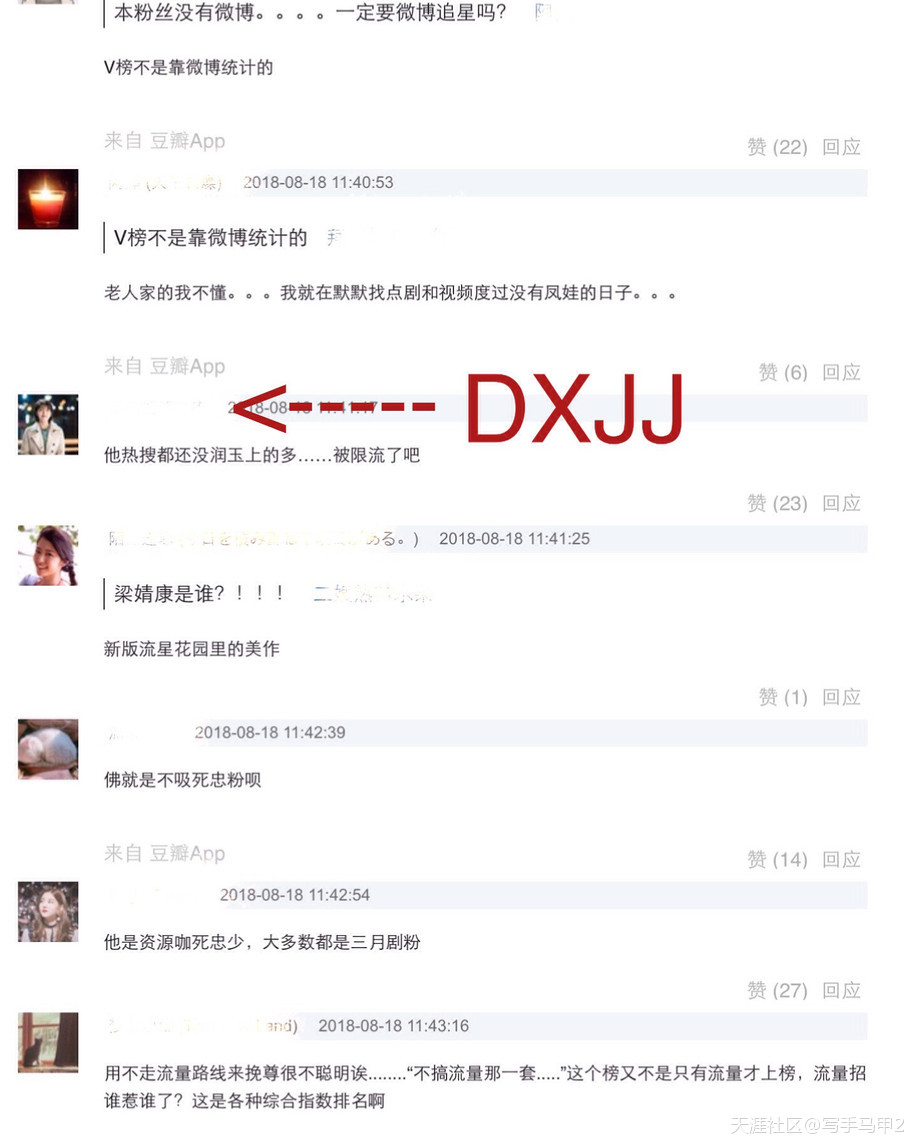 本粉丝没有微博。。。。一定要微博追星吗?
V榜不是靠微博统计的
来自 豆瓣App
赞 (22) 回应
2018-08-18 11:40:53
V榜不是靠微博统计的
老人家的我不懂。。。我就在默默找点剧和视频度过没有凤娃的日子。。。
来自 豆瓣App
赞 (6) 回应
2018-08-18 11:41:17
<---- DXJJ
他热搜都还没润玉上的多……被限流了吧
赞 (23) 回应
める。) 2018-08-18 11:41:25
梁婧康是谁?！！！
新版流星花园里的美作
赞 (1) 回应
2018-08-18 11:42:39
佛就是不吸死忠粉呗
来自 豆瓣App
赞 (14) 回应
2018-08-18 11:42:54
他是资源咖死忠少，大多数都是三月剧粉
赞 (27) 回应
and) 2018-08-18 11:43:16
用不走流量路线来挽尊很不聪明诶........“不搞流量那一套.....”这个榜又不是只有流量才上榜，流量招
谁惹谁了？这是各种综合指数排名啊
天涯社区@写手马甲2